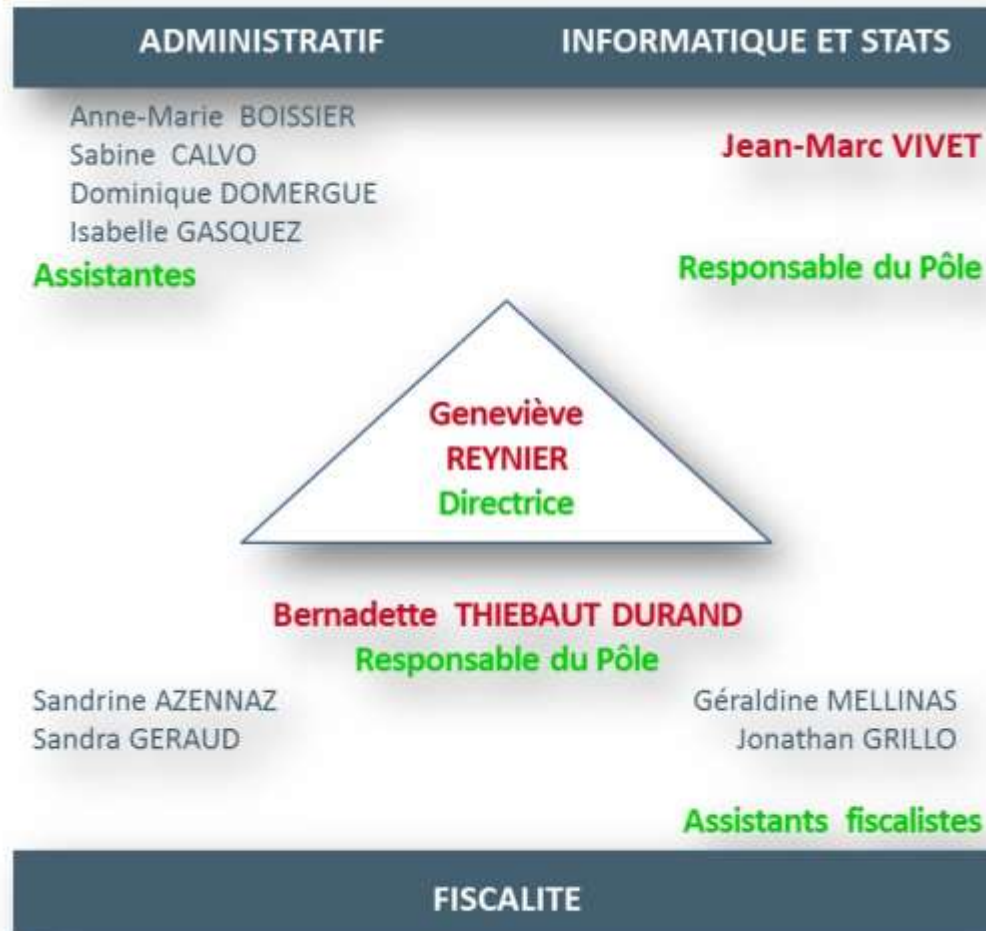 ADMINISTRATIF INFORMATIQUE ET STATS
Anne-Marie BOISSIER
Sabine CALVO
Dominique DOMERGUE
Isabelle GASQUEZ
Assistantes
Jean-Marc VIVET
Responsable du Pôle
Geneviève
REYNIER
Directrice
Bernadette THIEBAUT DURAND
Responsable du Pôle
Sandrine AZENNAZ
Sandra GERAUD
Géraldine MELLINAS
Jonathan GRILLO
Assistants fiscalistes
FISCALITE